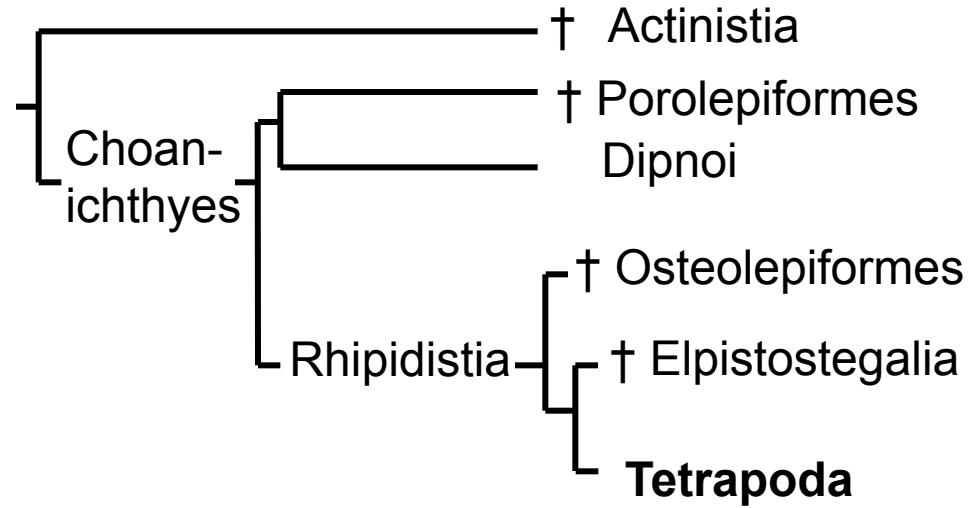 † Actinistia
† Porolepiformes
Choan-
ichthyes
Dipnoi
† Osteolepiformes
Rhipidistia
† Elpistostegalia
Tetrapoda